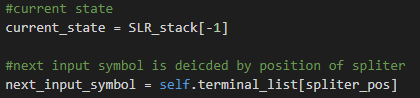 #current state
current_state = SLR_stack[-1]
#next input symbol is deicded by position of spliter
next_input_symbol = self.terminal_list[spliter_pos]